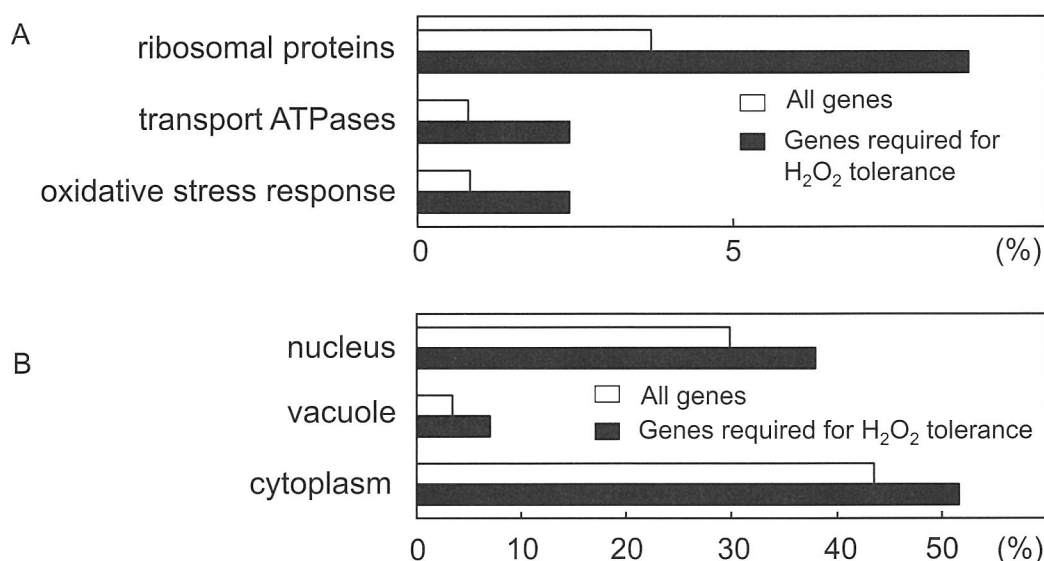 A
ribosomal proteins
transport ATPases
oxidative stress response
All genes
Genes required for
H₂O₂ tolerance
0 5 (%)
B
nucleus
vacuole
cytoplasm
All genes
Genes required for H₂O₂ tolerance
0 10 20 30 40 50 (%)